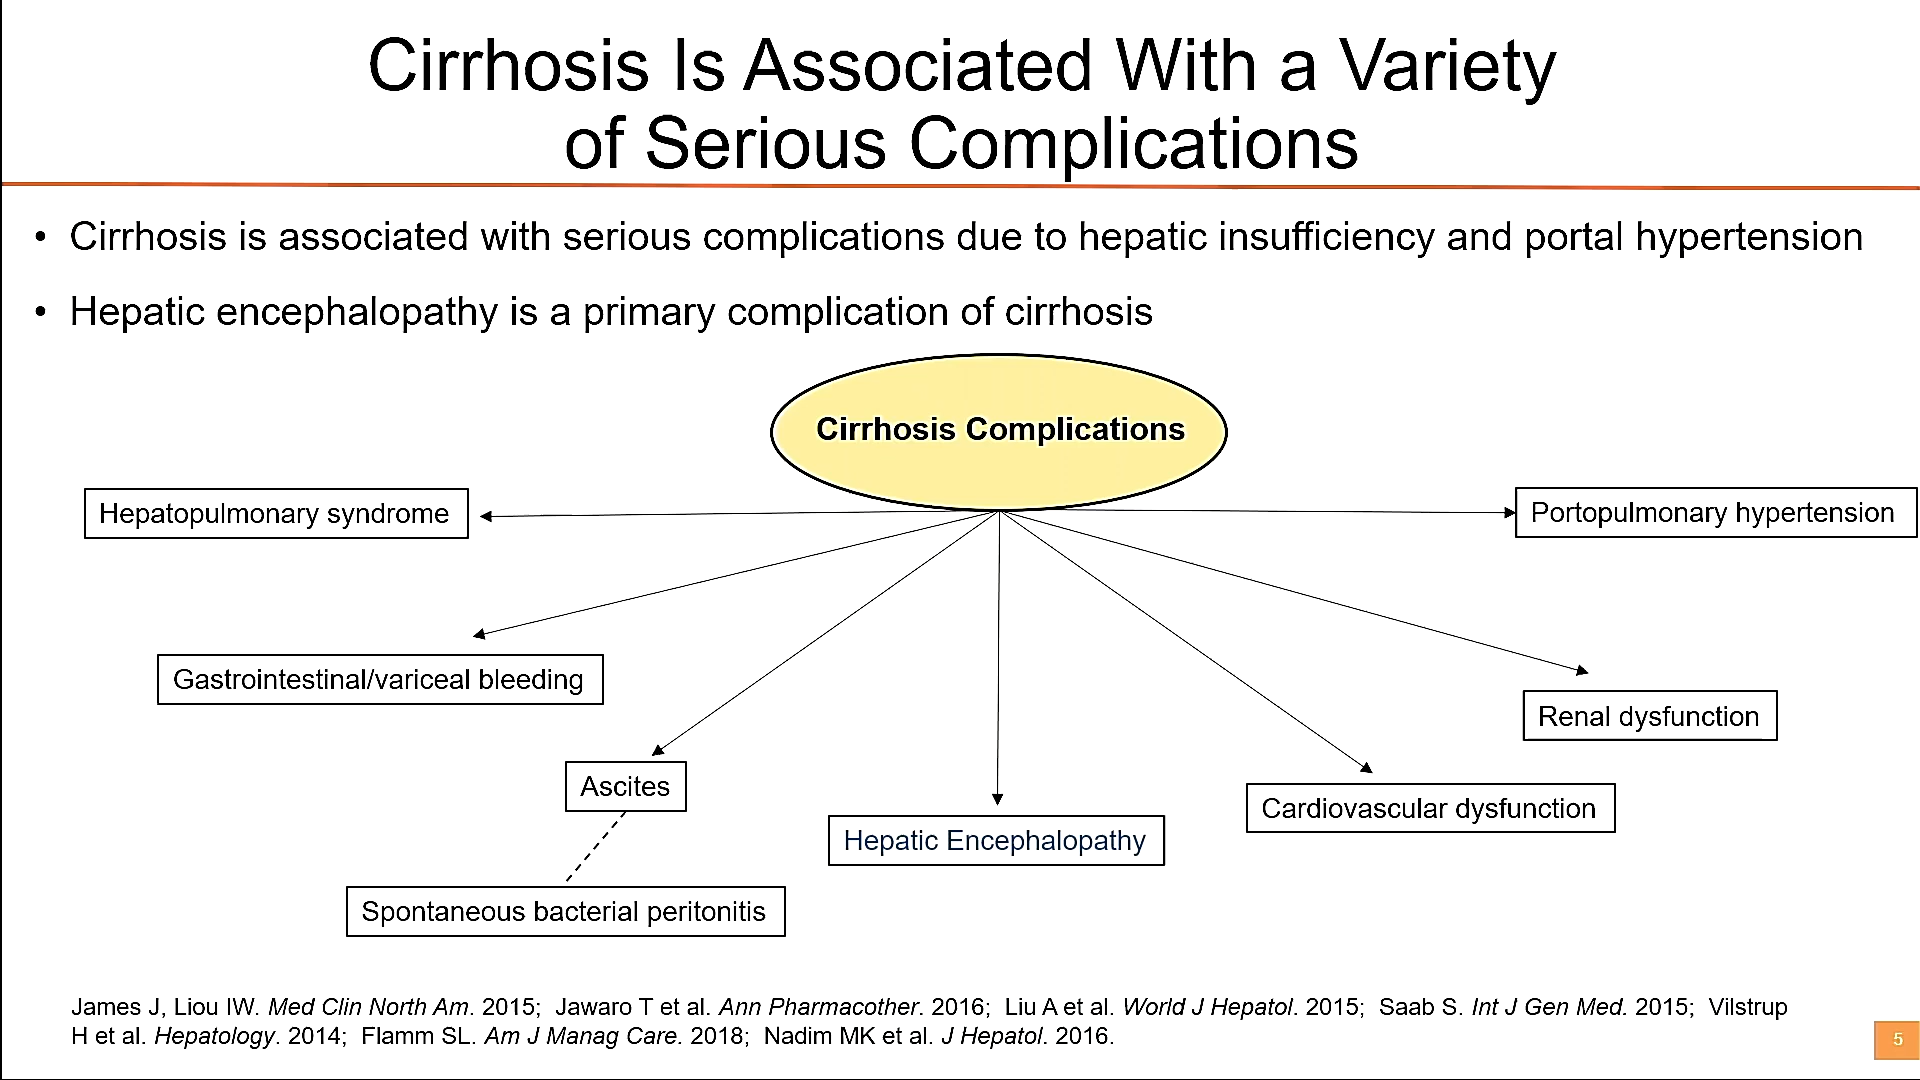 Cirrhosis Is Associated With a Variety
of Serious Complications
• Cirrhosis is associated with serious complications due to hepatic insufficiency and portal hypertension
• Hepatic encephalopathy is a primary complication of cirrhosis
Cirrhosis Complications
Hepatopulmonary syndrome
Portopulmonary hypertension
Gastrointestinal/variceal bleeding
Renal dysfunction
Ascites
Cardiovascular dysfunction
Hepatic Encephalopathy
Spontaneous bacterial peritonitis
James J, Liou IW. Med Clin North Am. 2015; Jawaro T et al. Ann Pharmacother. 2016; Liu A et al. World J Hepatol. 2015; Saab S. Int J Gen Med. 2015; Vilstrup
H et al. Hepatology. 2014; Flamm SL. Am J Manag Care. 2018; Nadim MK et al. J Hepatol. 2016.
5